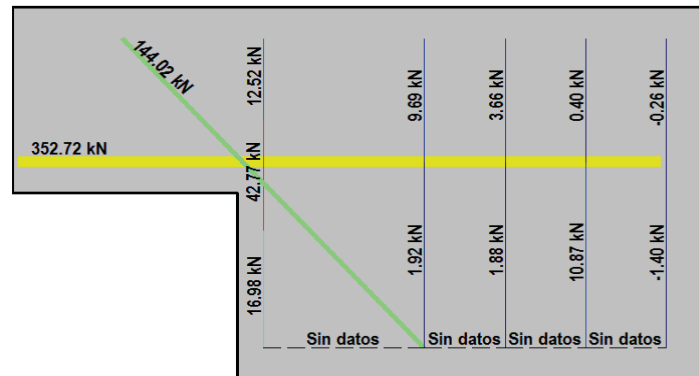 144.02 kN
12.52 kN
9.69 kN
3.66 kN
0.40 kN
-0.26 kN
352.72 kN
42.77 kN
16.98 kN
1.92 kN
1.88 kN
10.87 kN
-1.40 kN
Sin datos
Sin datos
Sin datos
Sin datos